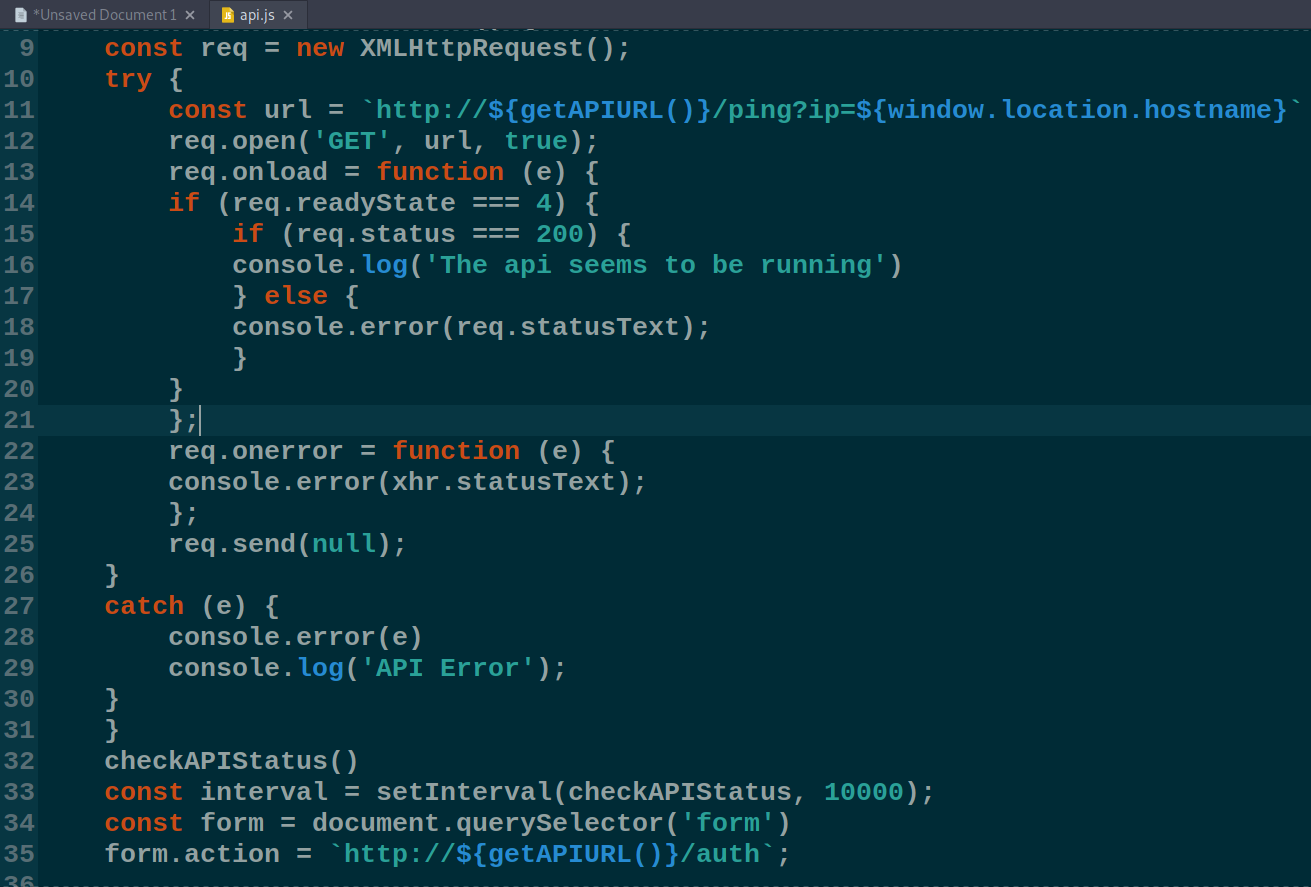 *Unsaved Document 1 × JS api.js ×
9 const req = new XMLHttpRequest();
10 try {
11 const url = `http://${getAPIURL()}/ping?ip=${window.location.hostname}`
12 req.open('GET', url, true);
13 req.onload = function (e) {
14 if (req.readyState === 4) {
15 if (req.status === 200) {
16 console.log('The api seems to be running')
17 } else {
18 console.error(req.statusText);
19 }
20 }
21 };
22 req.onerror = function (e) {
23 console.error(xhr.statusText);
24 };
25 req.send(null);
26 }
27 catch (e) {
28 console.error(e)
29 console.log('API Error');
30 }
31 }
32 checkAPIStatus()
33 const interval = setInterval(checkAPIStatus, 10000);
34 const form = document.querySelector('form')
35 form.action = `http://${getAPIURL()}/auth`;
36